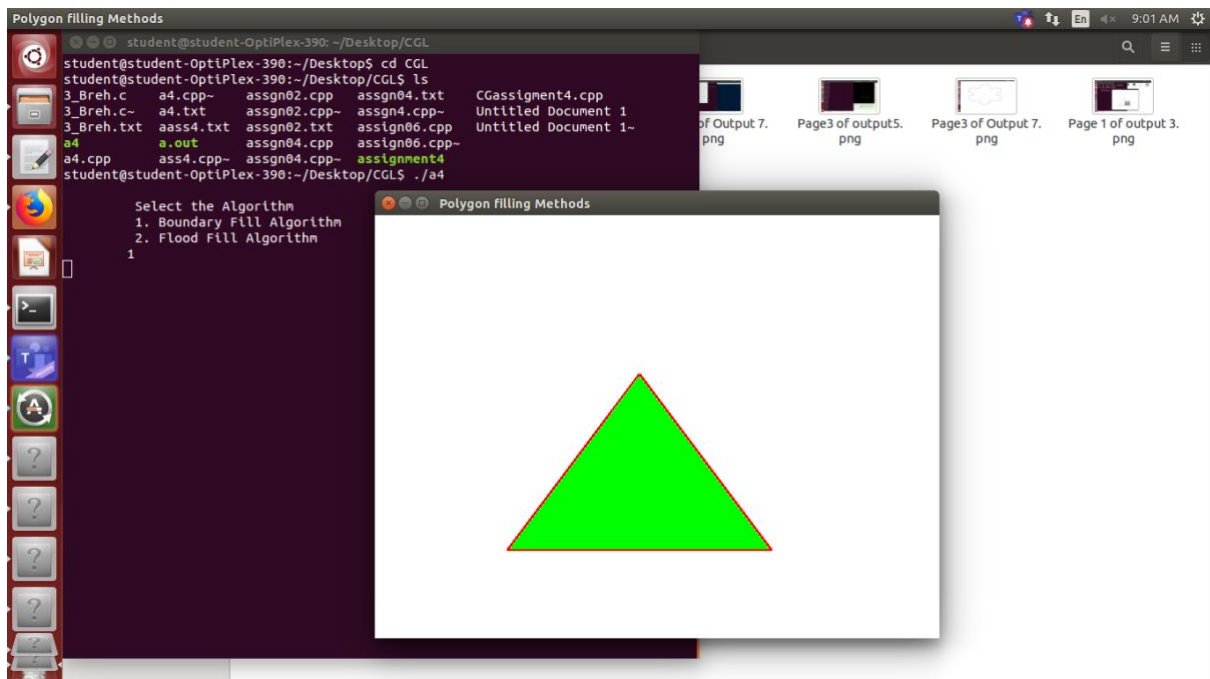 Polygon filling Methods
En
9:01 AM
student@student-OptiPlex-390: ~/Desktop/CGL
student@student-OptiPlex-390:~/Desktop$ cd CGL
student@student-OptiPlex-390:~/Desktop/CGL$ ls
3_Breh.c a4.cpp~ assgn02.cpp assgn04.txt CGassigment4.cpp
3_Breh.c~ a4.txt assgn02.cpp~ assgn4.cpp~ Untitled Document 1
3_Breh.txt aass4.txt assgn02.txt assign06.cpp Untitled Document 1~
a4 a.out assgn04.cpp assign06.cpp~
a4.cpp ass4.cpp~ assgn04.cpp~ assignment4
student@student-OptiPlex-390:~/Desktop/CGL$ ./a4
Select the Algorithm
1. Boundary Fill Algorithm
2. Flood Fill Algorithm
1
Polygon filling Methods
of Output 7.
png
Page3 of output5.
png
Page3 of Output 7.
png
Page 1 of output 3.
png